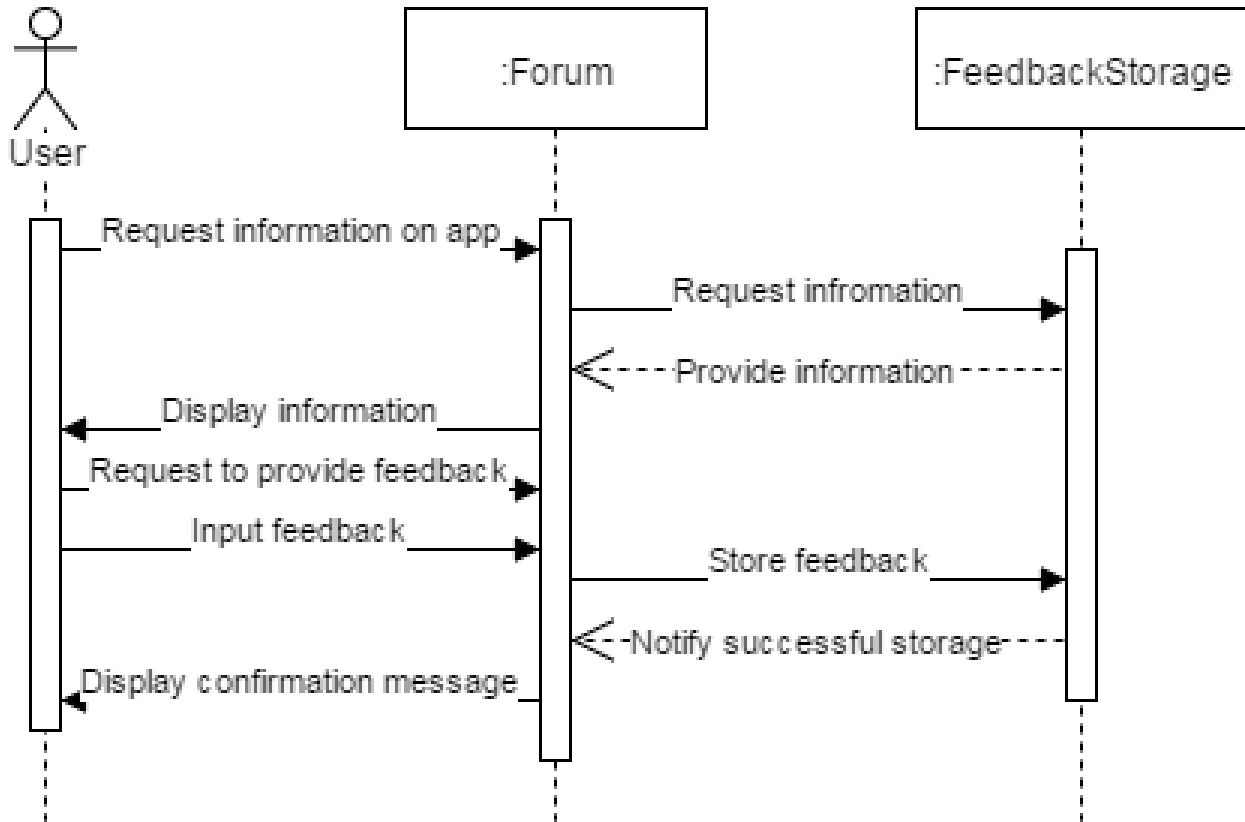 :Forum
:FeedbackStorage
User
Request information on app
Request infromation
Provide information
Display information
Request to provide feedback
Input feedback
Store feedback
Notify successful storage
Display confirmation message